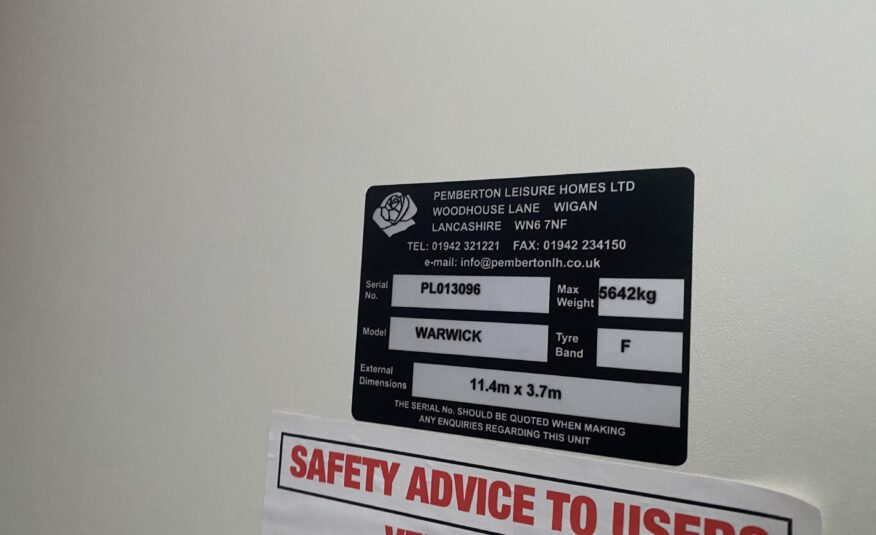 PEMBERTON LEISURE HOMES LTD
WOODHOUSE LANE WIGAN
LANCASHIRE WN6 7NF
TEL: 01942 321221 FAX: 01942 234150
e-mail: info@pembertonlh.co.uk
Serial No. PL013096 Max Weight 5642kg
Model WARWICK Tyre Band F
External Dimensions 11.4m x 3.7m
THE SERIAL No. SHOULD BE QUOTED WHEN MAKING
ANY ENQUIRIES REGARDING THIS UNIT
SAFETY ADVICE TO USERS